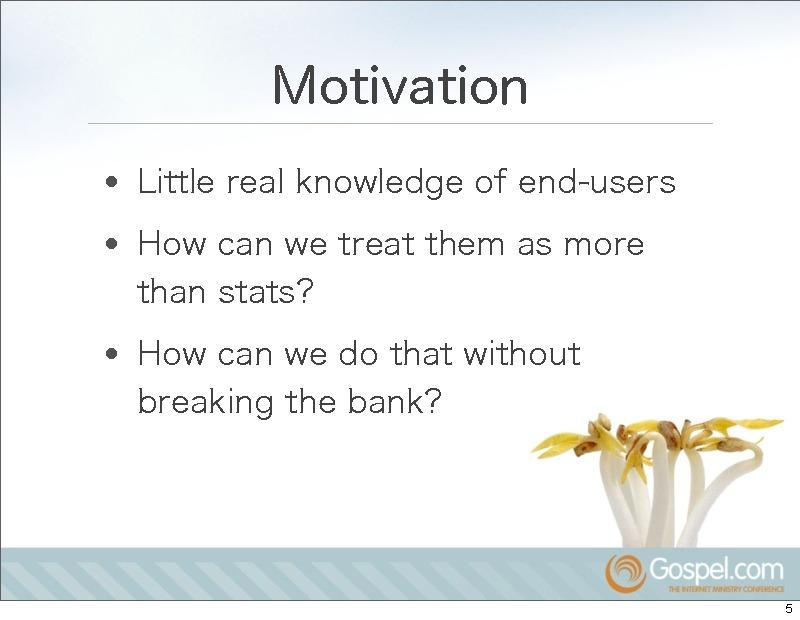 Motivation
• Little real knowledge of end-users
• How can we treat them as more
than stats?
• How can we do that without
breaking the bank?
Gospel.com
THE INTERNET MINISTRY CONFERENCE
5